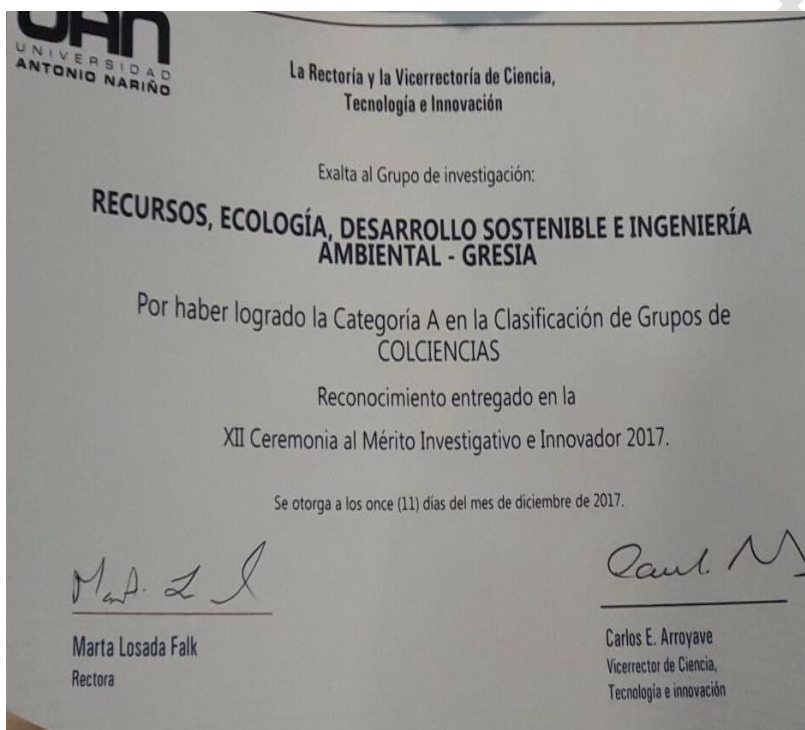 UAN
UNIVERSIDAD
ANTONIO NARIÑO
La Rectoría y la Vicerrectoría de Ciencia,
Tecnología e Innovación
Exalta al Grupo de investigación:
RECURSOS, ECOLOGÍA, DESARROLLO SOSTENIBLE E INGENIERÍA
AMBIENTAL - GRESIA
Por haber logrado la Categoría A en la Clasificación de Grupos de
COLCIENCIAS
Reconocimiento entregado en la
XII Ceremonia al Mérito Investigativo e Innovador 2017.
Se otorga a los once (11) días del mes de diciembre de 2017.
Marta Losada Falk
Rectora
Carlos E. Arroyave
Vicerrector de Ciencia,
Tecnología e innovación